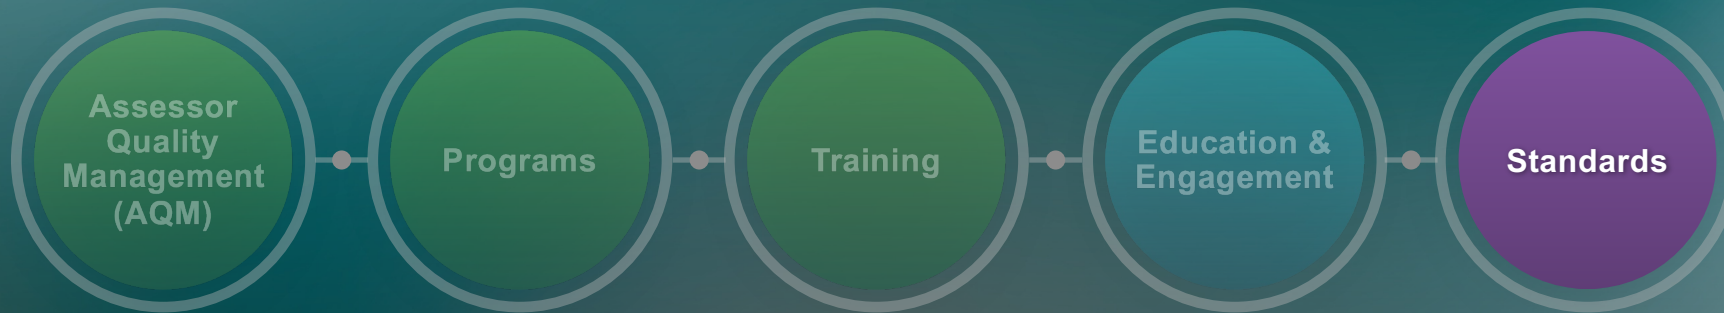 Assessor
Quality
Management
(AQM)
Programs
Training
Education &
Engagement
Standards